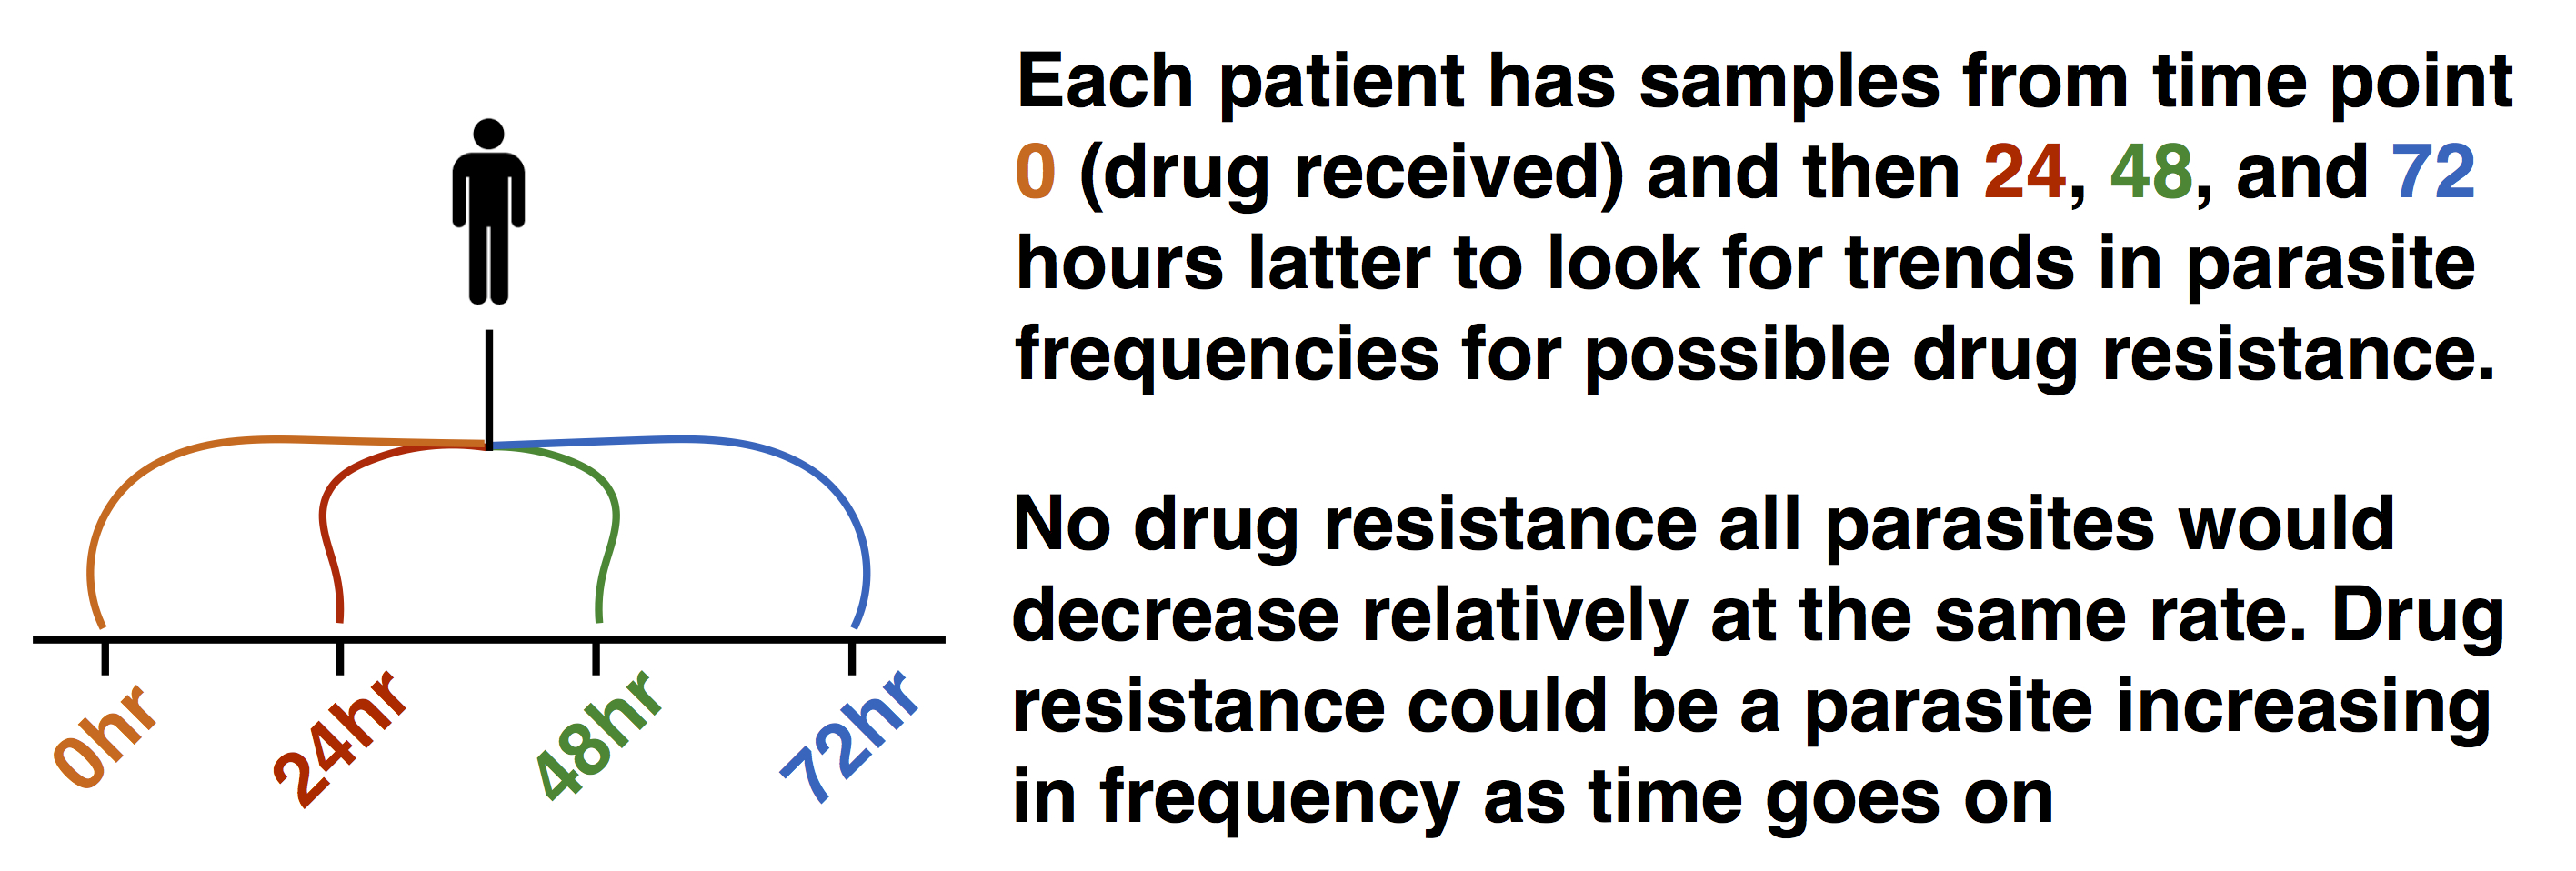 Each patient has samples from time point
0 (drug received) and then 24, 48, and 72
hours latter to look for trends in parasite
frequencies for possible drug resistance.
No drug resistance all parasites would
decrease relatively at the same rate. Drug
resistance could be a parasite increasing
in frequency as time goes on
0hr
24hr
48hr
72hr